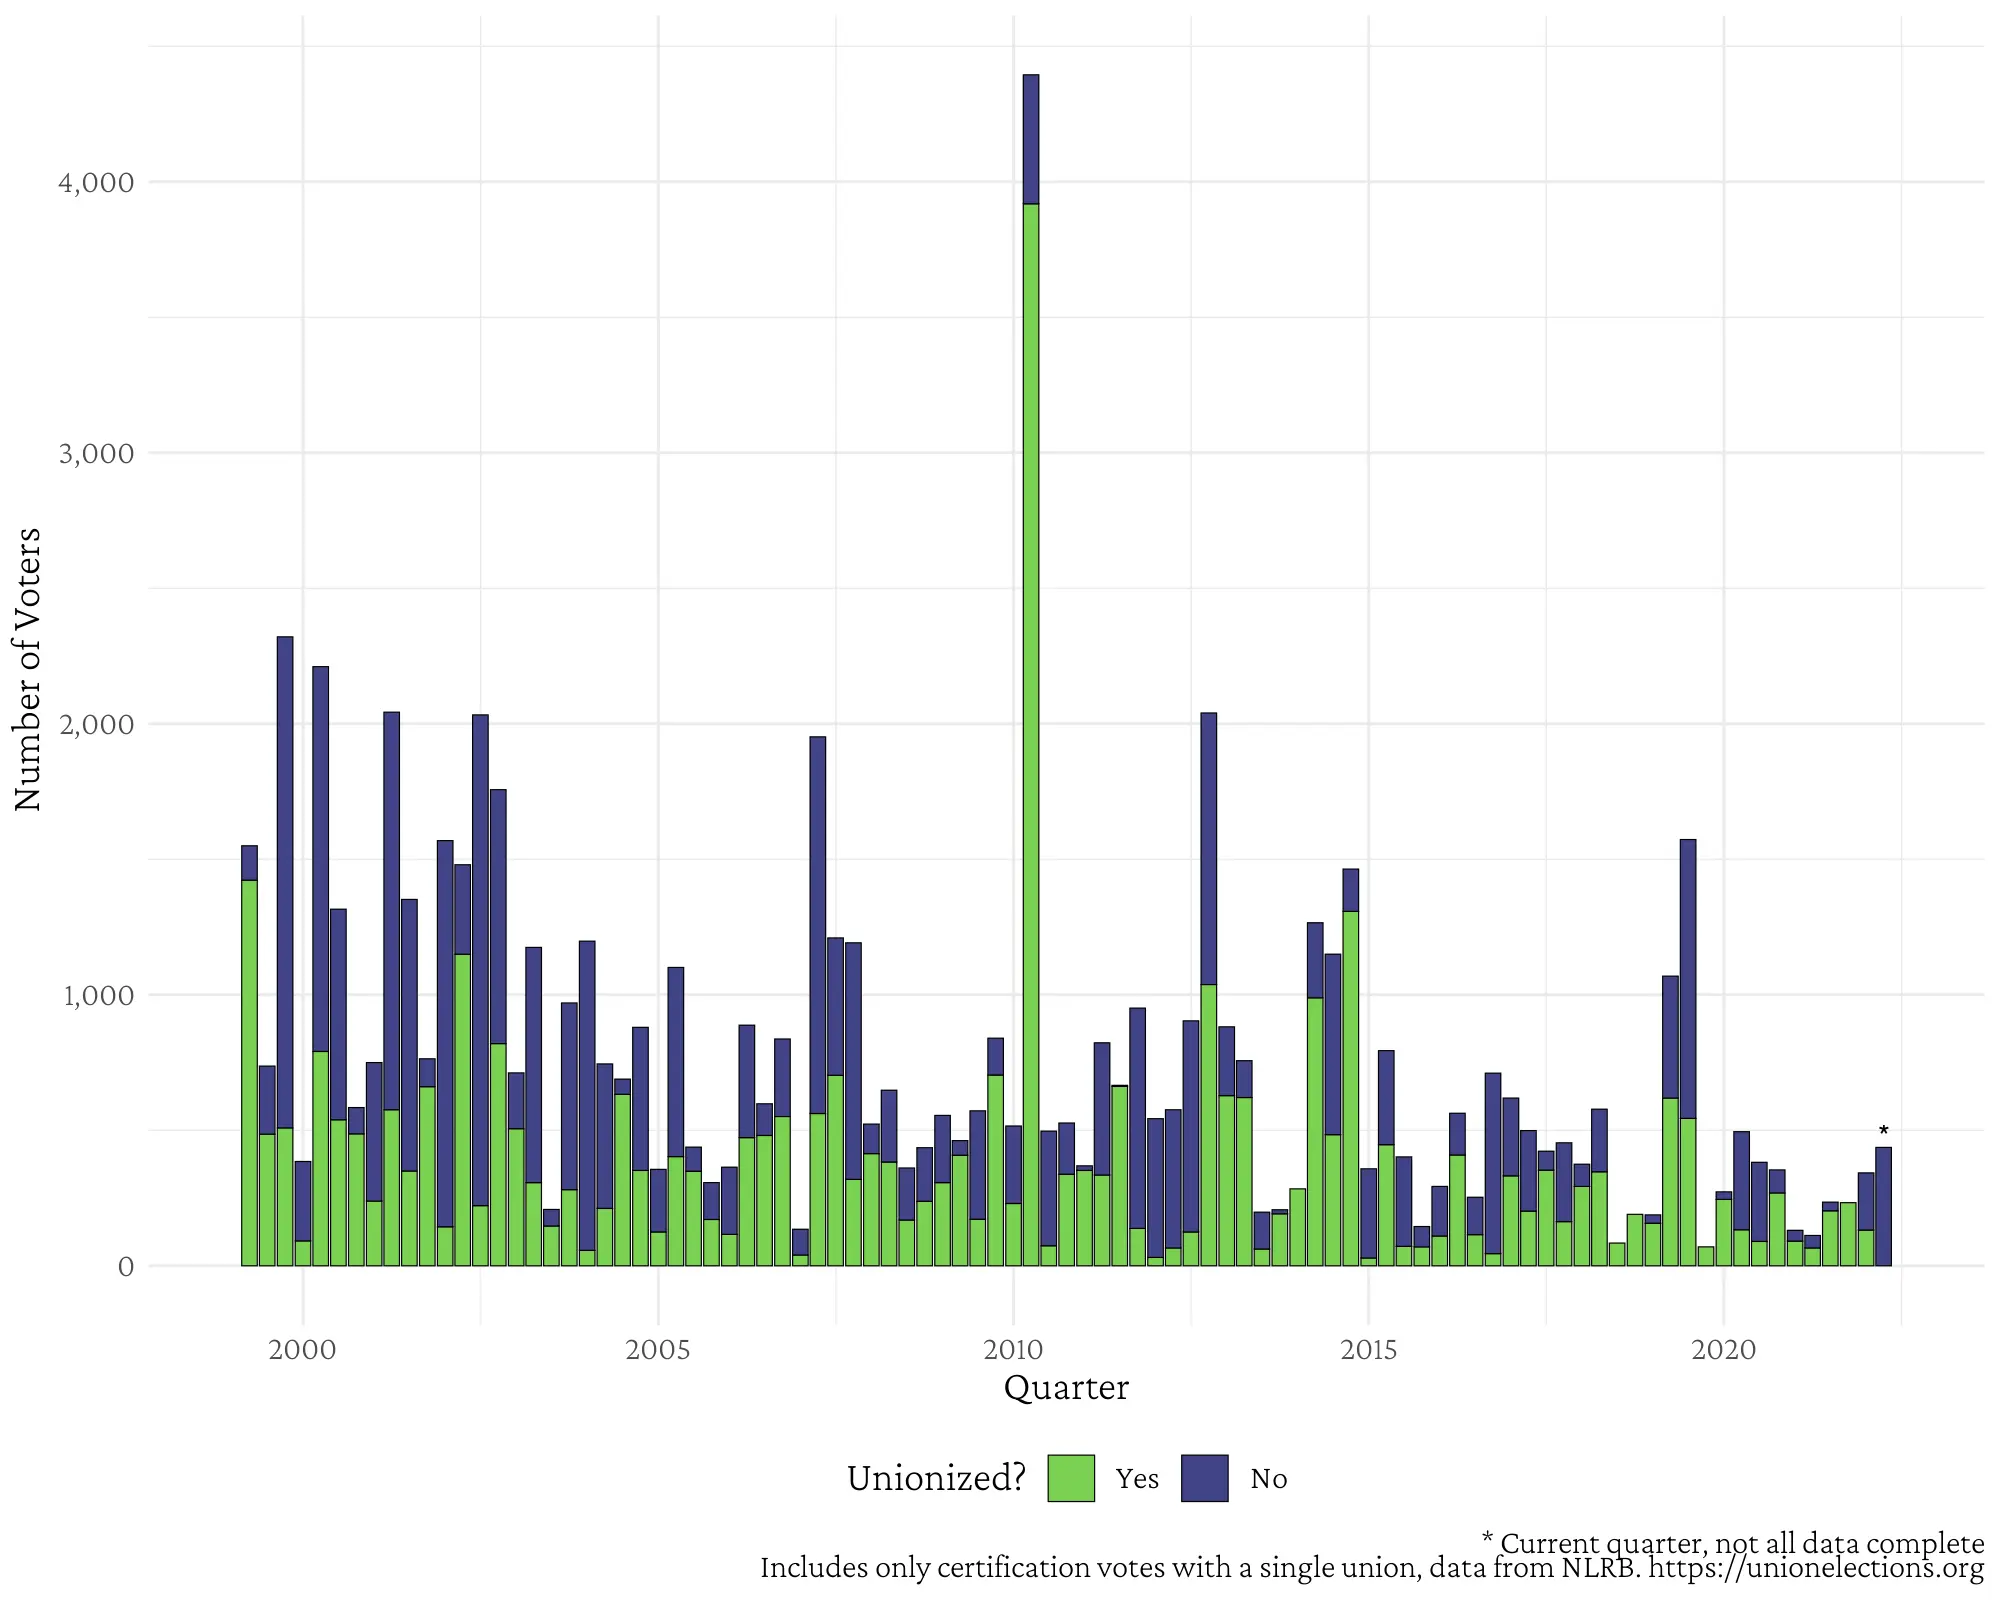 Number of Voters
4,000
3,000
2,000
1,000
0
*
2000 2005 2010 2015 2020
Quarter
Unionized? Yes No
* Current quarter, not all data complete
Includes only certification votes with a single union, data from NLRB. https://unionelections.org